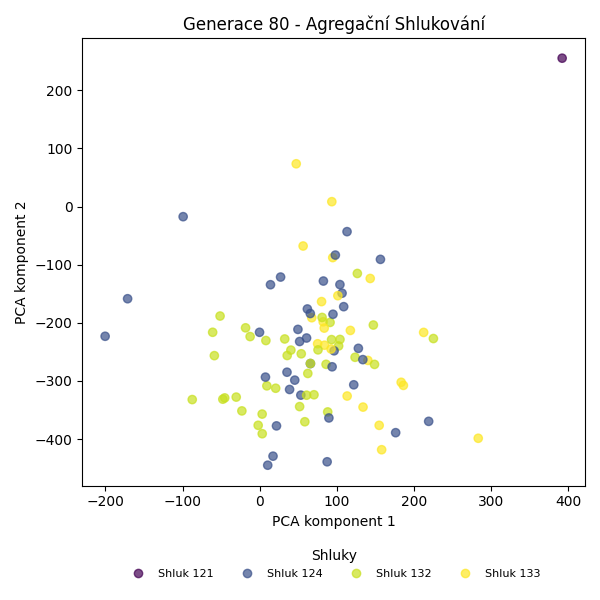 Generace 80 - Agregační Shlukování
PCA komponent 2
200
100
0
−100
−200
−300
−400
−200 −100 0 100 200 300 400
PCA komponent 1
Shluky
Shluk 121 Shluk 124 Shluk 132 Shluk 133